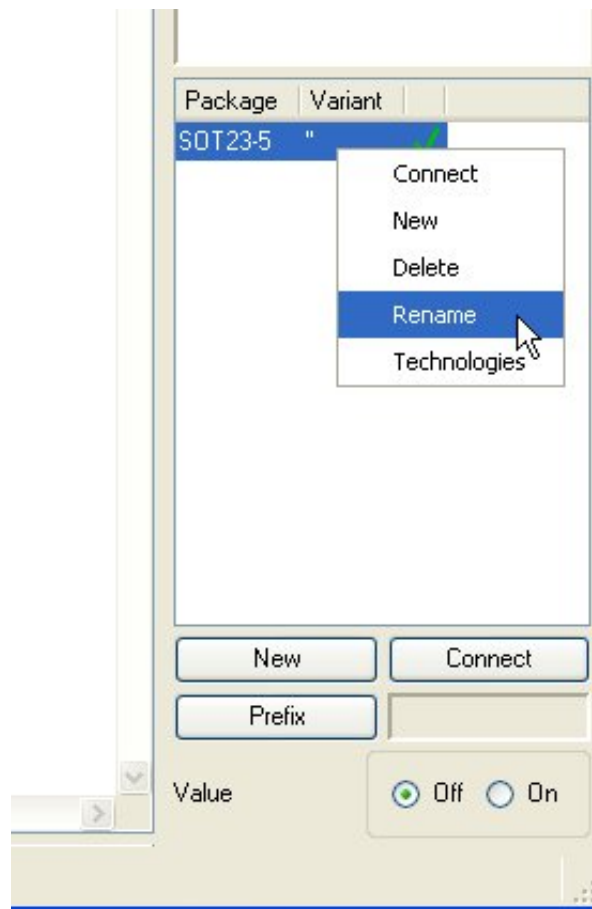 Package Variant
SOT23-5 ''
Connect
New
Delete
Rename
Technologies
New Connect
Prefix
Value Off On